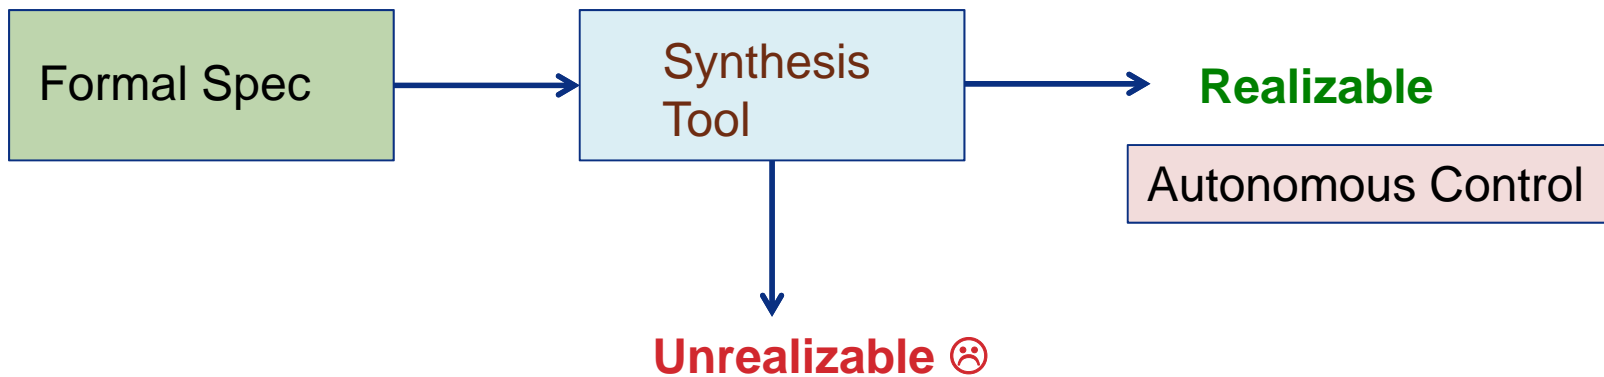 Formal Spec
Synthesis
Tool
Realizable
Autonomous Control
Unrealizable ☹